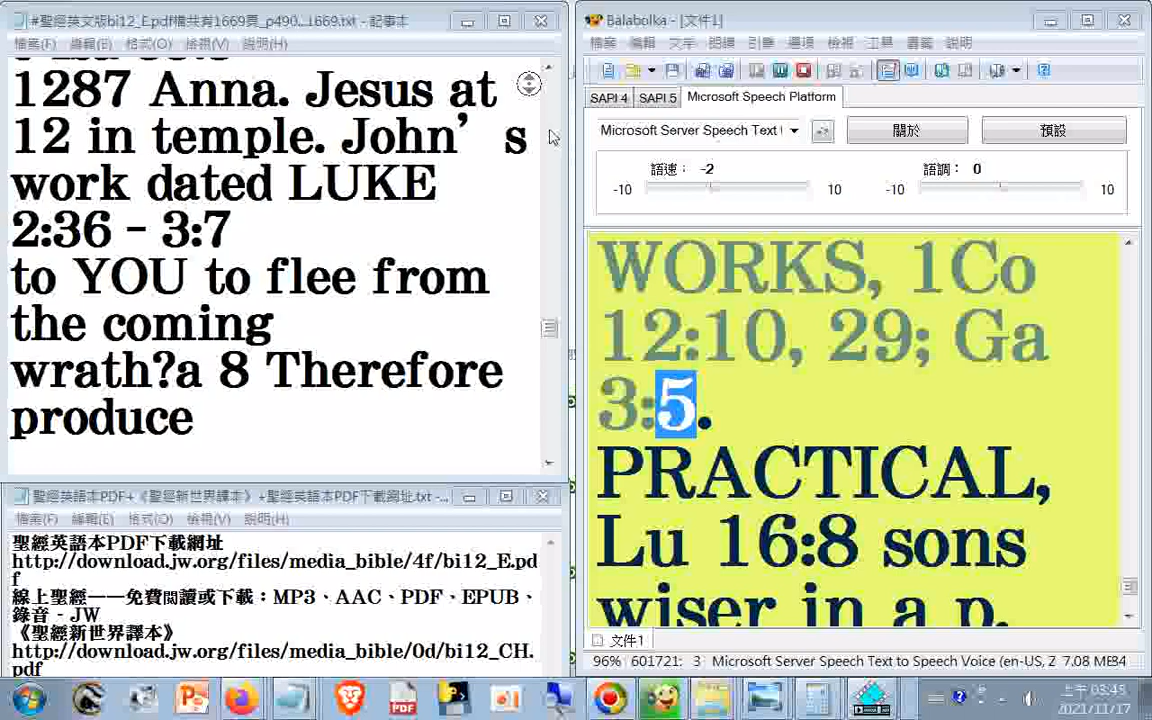 #聖經英文版bi12_E.pdf檔共有1669頁_p490...1669.txt - 記事本
檔案(F) 編輯(E) 格式(O) 檢視(V) 說明(H)
1287 Anna. Jesus at
12 in temple. John’s
work dated LUKE
2:36 – 3:7
to YOU to flee from
the coming
wrath?a 8 Therefore
produce
聖經英語本PDF+《聖經新世界譯本》+聖經英語本PDF下載網址.txt - ...
檔案(F) 編輯(E) 格式(O) 檢視(V) 說明(H)
聖經英語本PDF下載網址
http://download.jw.org/files/media_bible/4f/bi12_E.pd
f
線上聖經——免費閱讀或下載：MP3、AAC、PDF、EPUB、
錄音 - JW
《聖經新世界譯本》
http://download.jw.org/files/media_bible/0d/bi12_CH.
pdf
Balabolka - [文件1]
檔案 編輯 文字 朗讀 引擎 選項 檢視 工具 書籤 說明
SAPI 4 SAPI 5 Microsoft Speech Platform
Microsoft Server Speech Text
關於 預設
語速： -2 語調： 0
-10 10 -10 10
WORKS, 1Co
12:10, 29; Ga
3:5.
PRACTICAL,
Lu 16:8 sons
wiser in a p.
文件1
96% 601721: 3 Microsoft Server Speech Text to Speech Voice (en-US, Z 7.08 MB
上午 03:45
2021/11/17